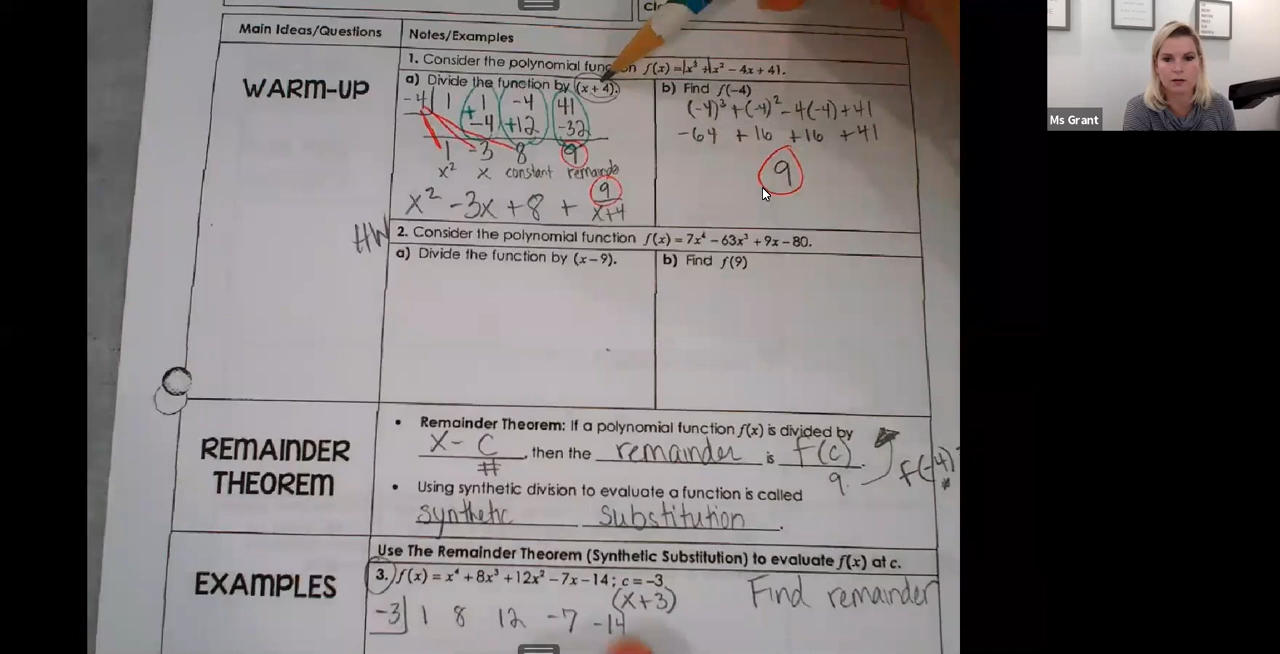 Main Ideas/Questions
Notes/Examples
WARM-UP
1. Consider the polynomial function f(x) = 1x³ + 1x² − 4x + 41.
a) Divide the function by (x + 4).
-4 1 1 -4 41
+ -4 +12 -32
1 -3 8 9
x² x constant remainde
x² - 3x + 8 + 9/x+4
b) Find f(−4)
(-4)³ + (-4)² - 4(-4) + 41
-64 + 16 + 16 + 41
9
HW
2. Consider the polynomial function f(x) = 7x⁴ − 63x³ + 9x − 80.
a) Divide the function by (x − 9).
b) Find f(9)
REMAINDER
THEOREM
• Remainder Theorem: If a polynomial function f(x) is divided by
x - c, then the remainder is f(c).
#
9
f(-4)
• Using synthetic division to evaluate a function is called
synthetic substitution.
EXAMPLES
Use The Remainder Theorem (Synthetic Substitution) to evaluate f(x) at c.
3. f(x) = x⁴ + 8x³ + 12x² − 7x − 14; c = −3
(x+3)
Find remainder
-3 1 8 12 -7 -14
Ms Grant